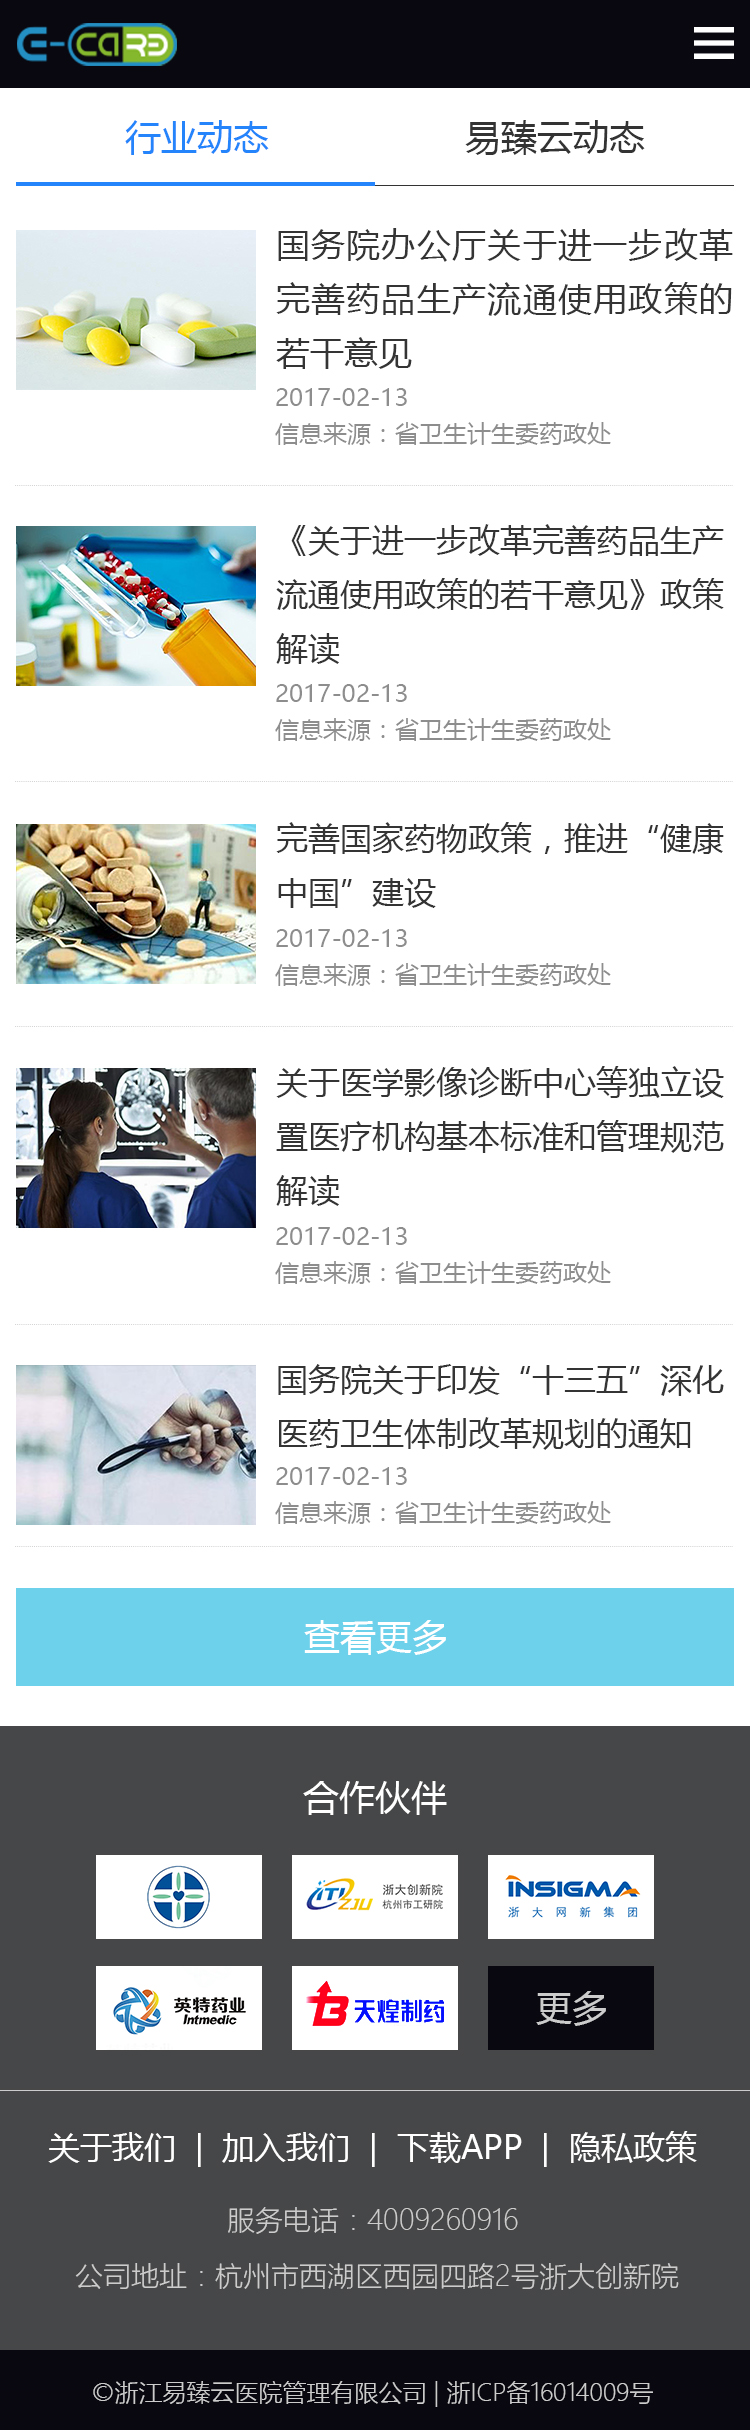 e-CARD
行业动态
易臻云动态
国务院办公厅关于进一步改革
完善药品生产流通使用政策的
若干意见
2017-02-13
信息来源：省卫生计生委药政处
《关于进一步改革完善药品生产
流通使用政策的若干意见》政策
解读
2017-02-13
信息来源：省卫生计生委药政处
完善国家药物政策，推进“健康
中国”建设
2017-02-13
信息来源：省卫生计生委药政处
关于医学影像诊断中心等独立设
置医疗机构基本标准和管理规范
解读
2017-02-13
信息来源：省卫生计生委药政处
国务院关于印发“十三五”深化
医药卫生体制改革规划的通知
2017-02-13
信息来源：省卫生计生委药政处
查看更多
合作伙伴
iTi ZJU
浙大创新院
杭州市工研院
INSIGMA
浙大网新集团
英特药业
Intmedic
天煌制药
更多
关于我们 | 加入我们 | 下载APP | 隐私政策
服务电话：4009260916
公司地址：杭州市西湖区西园四路2号浙大创新院
©浙江易臻云医院管理有限公司 | 浙ICP备16014009号